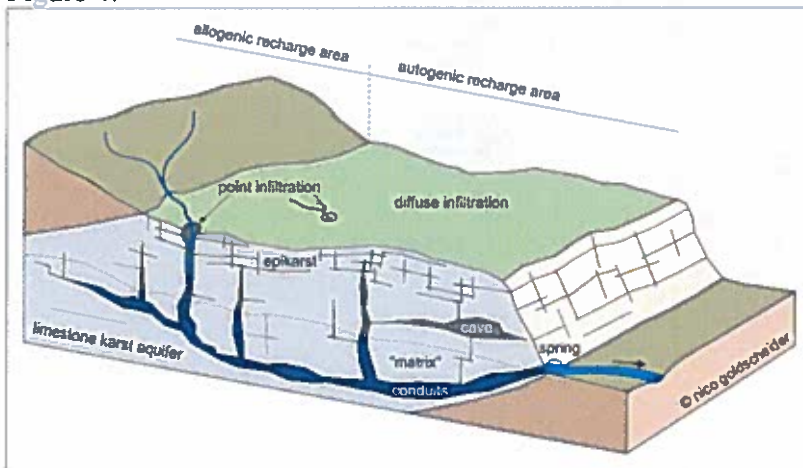 allogenic recharge area
autogenic recharge area
point infiltration
diffuse infiltration
epikarst
cave
limestone karst aquifer
"matrix"
spring
conduits
© nico goldscheider